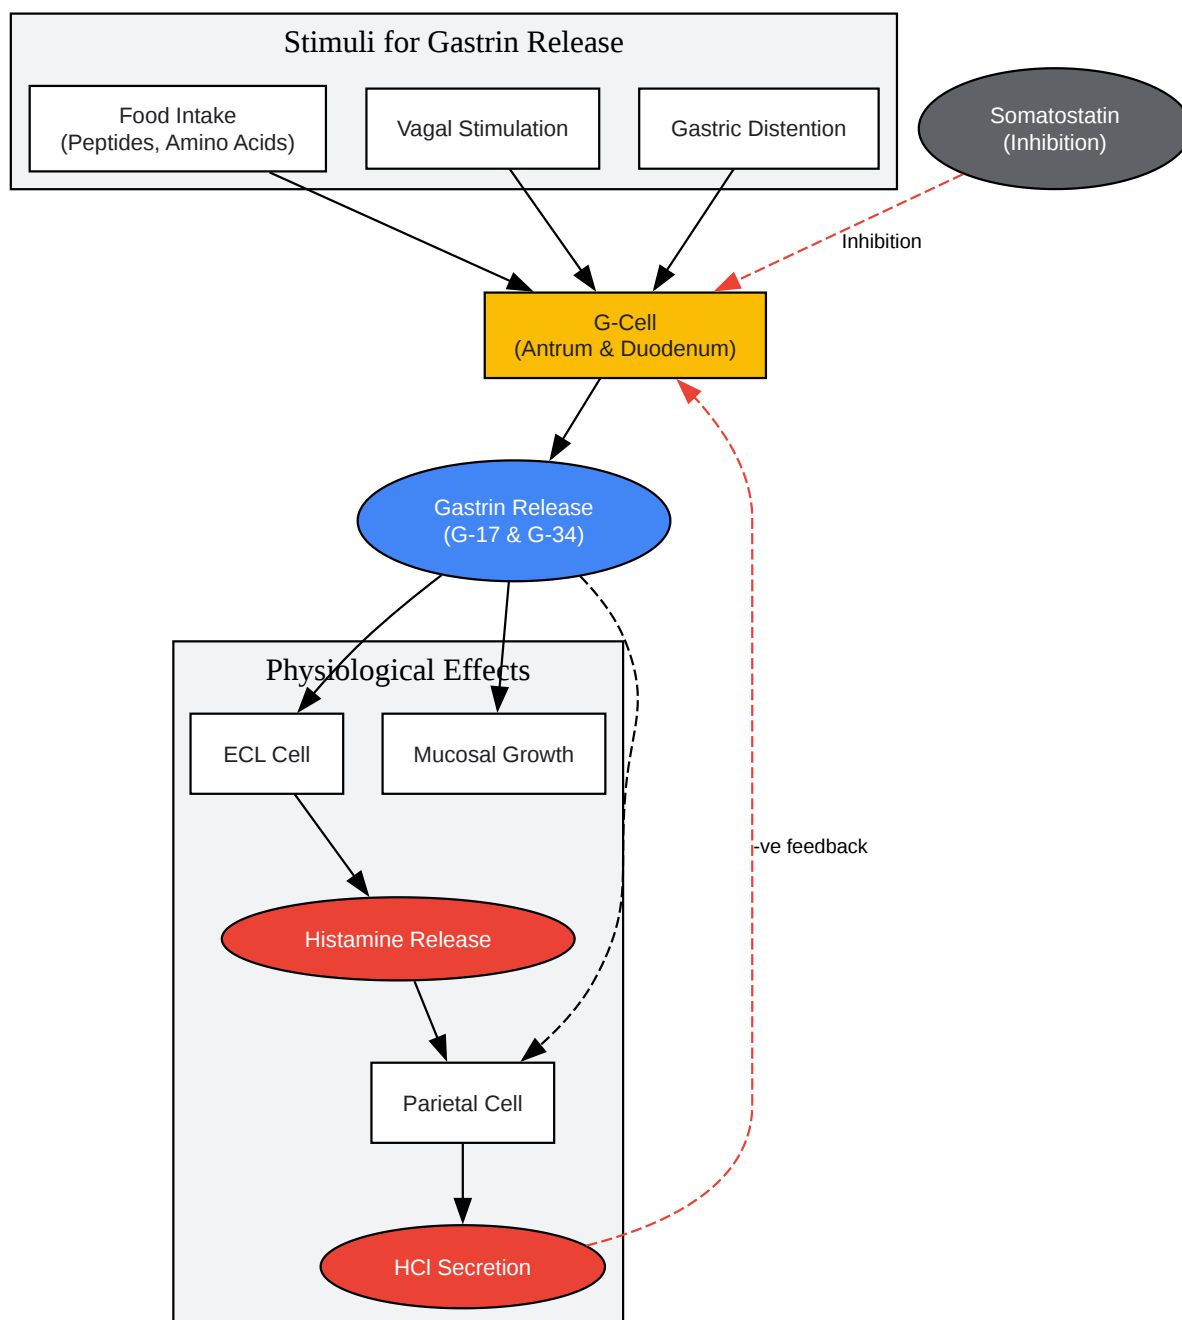 Stimuli for Gastrin Release
Food Intake
(Peptides, Amino Acids)
Vagal Stimulation
Gastric Distention
Somatostatin
(Inhibition)
Inhibition
G-Cell
(Antrum & Duodenum)
Gastrin Release
(G-17 & G-34)
Physiological Effects
ECL Cell
Mucosal Growth
-ve feedback
Histamine Release
Parietal Cell
HCl Secretion